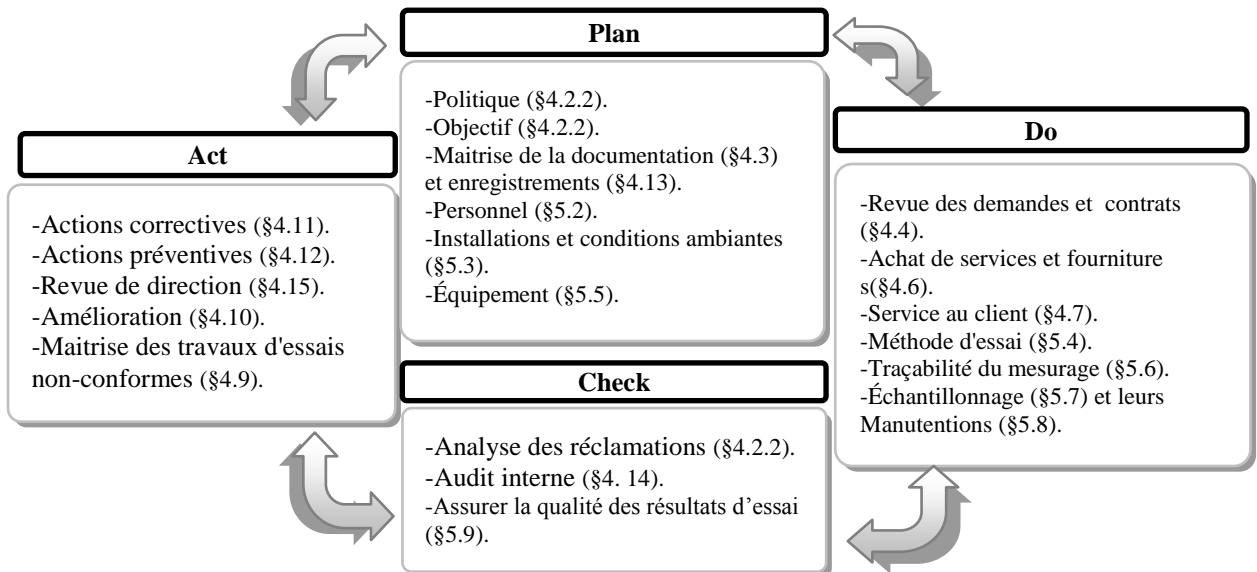 Plan
-Politique (§4.2.2).
-Objectif (§4.2.2).
-Maitrise de la documentation (§4.3)
et enregistrements (§4.13).
-Personnel (§5.2).
-Installations et conditions ambiantes
(§5.3).
-Équipement (§5.5).
Do
-Revue des demandes et contrats
(§4.4).
-Achat de services et fourniture
s(§4.6).
-Service au client (§4.7).
-Méthode d'essai (§5.4).
-Traçabilité du mesurage (§5.6).
-Échantillonnage (§5.7) et leurs
Manutentions (§5.8).
Check
-Analyse des réclamations (§4.2.2).
-Audit interne (§4. 14).
-Assurer la qualité des résultats d’essai
(§5.9).
Act
-Actions correctives (§4.11).
-Actions préventives (§4.12).
-Revue de direction (§4.15).
-Amélioration (§4.10).
-Maitrise des travaux d'essais
non-conformes (§4.9).